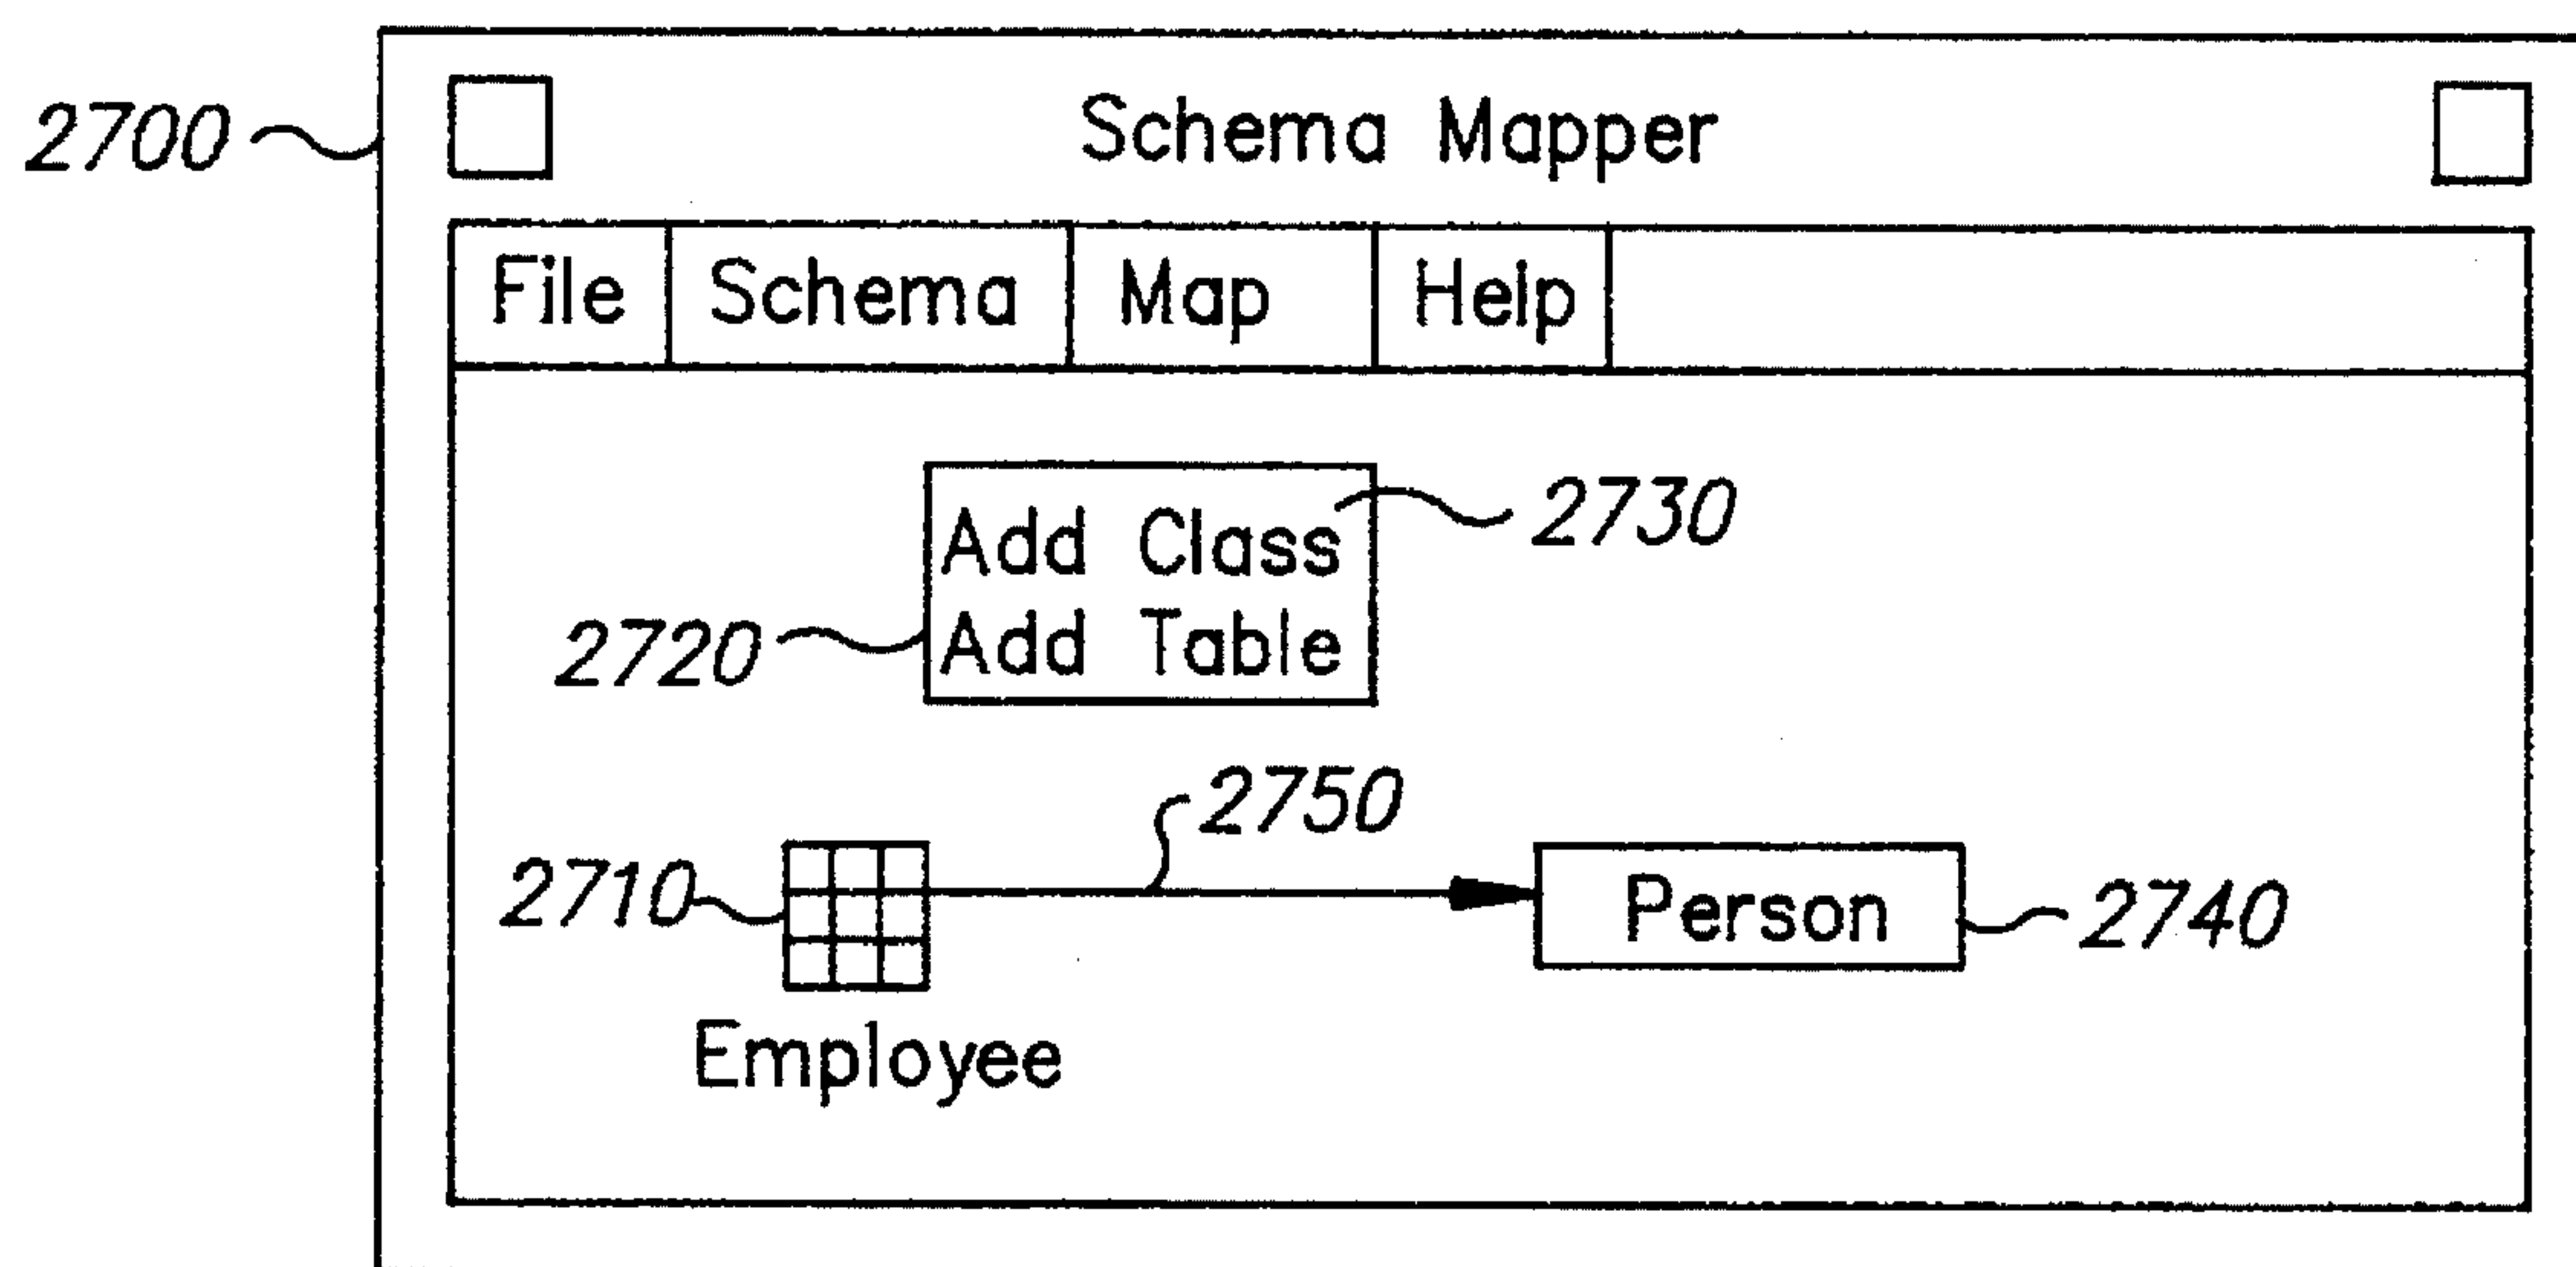 2700 Schema Mapper
File Schema Map Help
Add Class 2730
2720 Add Table
2750
2710 Person 2740
Employee